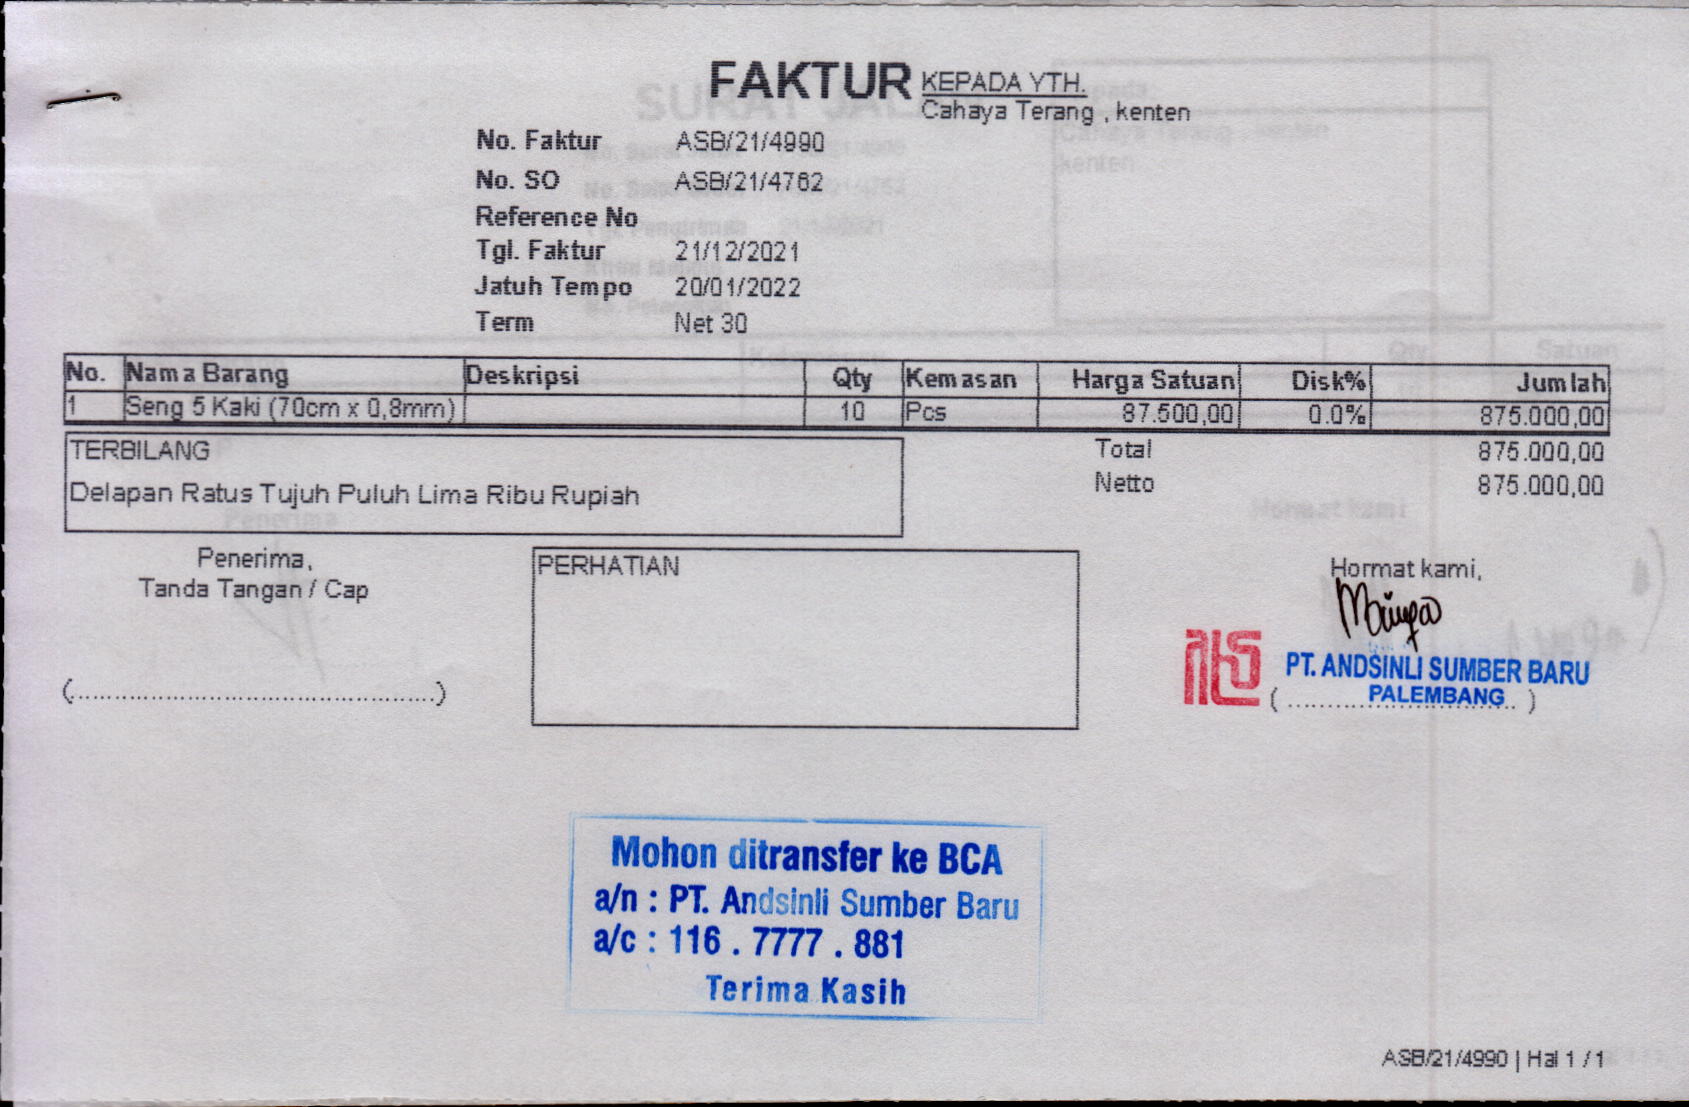 FAKTUR
KEPADA YTH.
Cahaya Terang , kenten
No. Faktur ASB/21/4990
No. SO ASB/21/4762
Reference No
Tgl. Faktur 21/12/2021
Jatuh Tempo 20/01/2022
Term Net 30
No. Nama Barang Deskripsi Qty Kemasan Harga Satuan Disk% Jumlah
1 Seng 5 Kaki (70cm x 0,8mm) 10 Pcs 87.500,00 0.0% 875.000,00
TERBILANG
Delapan Ratus Tujuh Puluh Lima Ribu Rupiah
Total 875.000,00
Netto 875.000,00
Penerima,
Tanda Tangan / Cap
(..........................................)
PERHATIAN
Hormat kami,
PT. ANDSINLI SUMBER BARU
PALEMBANG
Mohon ditransfer ke BCA
a/n : PT. Andsinli Sumber Baru
a/c : 116 . 7777 . 881
Terima Kasih
ASB/21/4990 | Hal 1 / 1